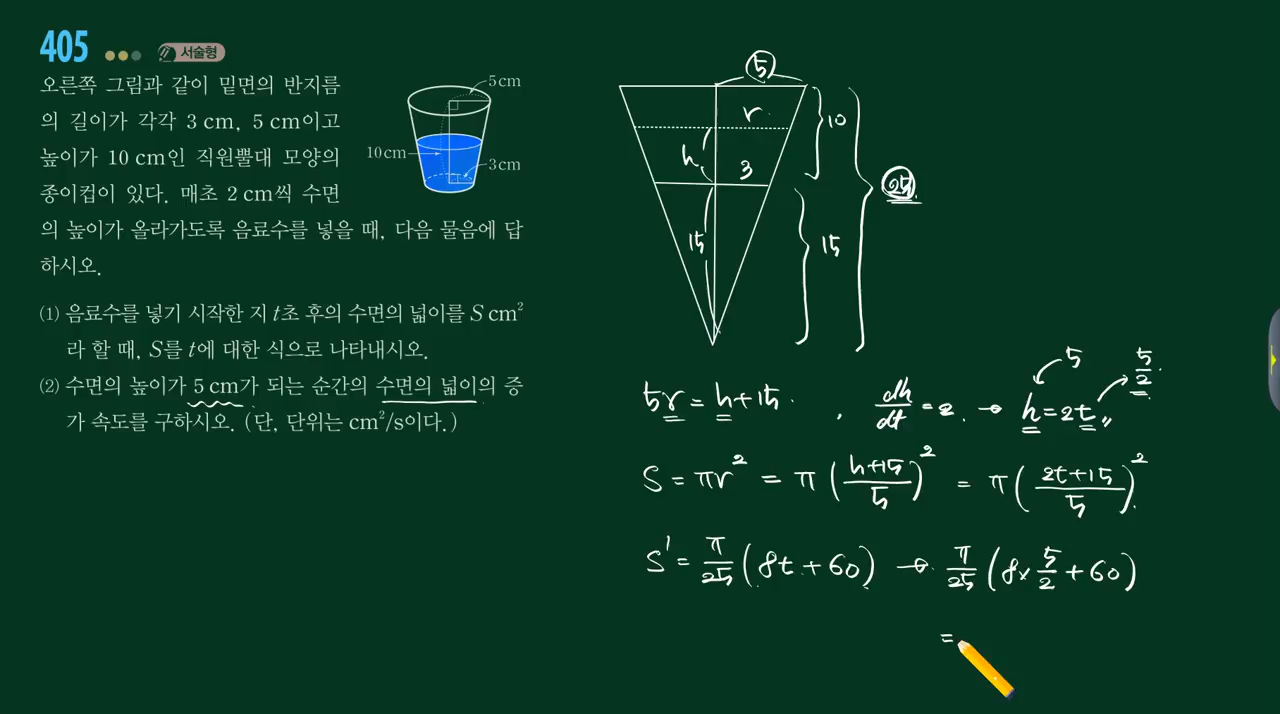 405 서술형
오른쪽 그림과 같이 밑면의 반지름
의 길이가 각각 3 cm, 5 cm이고
높이가 10 cm인 직원뿔대 모양의
종이컵이 있다. 매초 2 cm씩 수면
의 높이가 올라가도록 음료수를 넣을 때, 다음 물음에 답
하시오.
5cm
10cm
3cm
⑴ 음료수를 넣기 시작한 지 t초 후의 수면의 넓이를 S cm²
라 할 때, S를 t에 대한 식으로 나타내시오.
⑵ 수면의 높이가 5 cm가 되는 순간의 수면의 넓이의 증
가 속도를 구하시오. (단, 단위는 cm²/s이다.)
5
r
10
h
3
25
15
15
5
5/2
5r = h+15 , dh/dt = 2 → h = 2t
S = πr² = π((h+15)/5)² = π((2t+15)/5)²
S' = π/25 (8t+60) → π/25 (8×5/2+60)
=